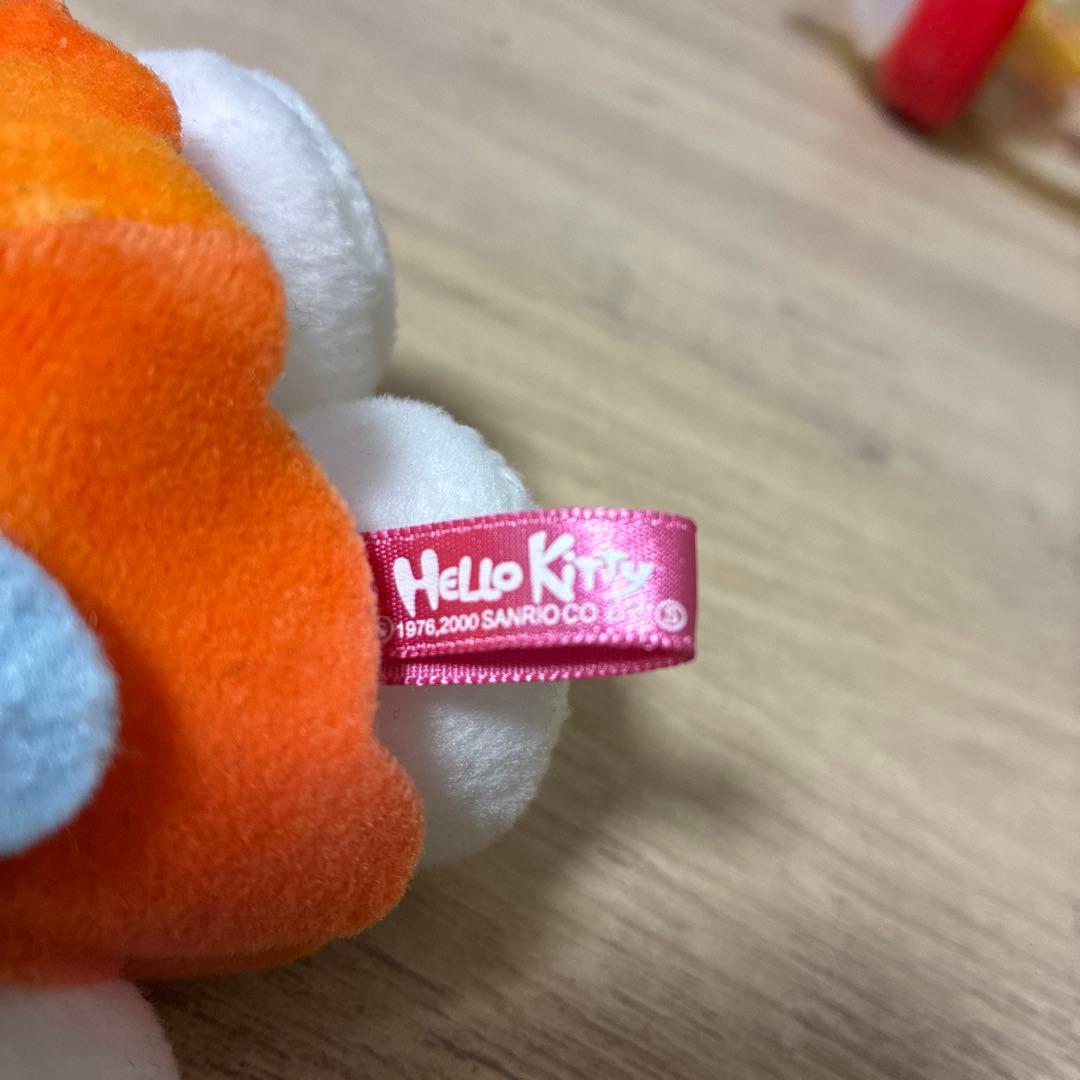 HELLO KITTY
1976,2000 SANRIO CO